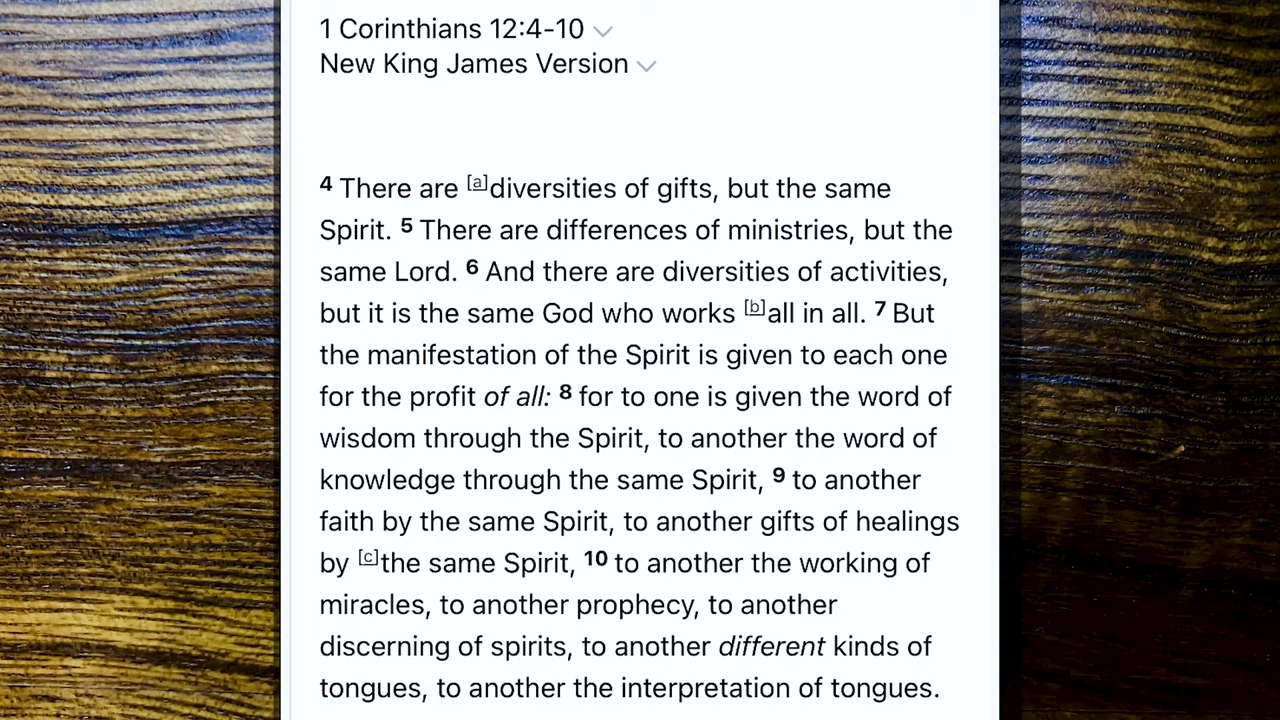 1 Corinthians 12:4-10
New King James Version
4 There are [a]diversities of gifts, but the same
Spirit. 5 There are differences of ministries, but the
same Lord. 6 And there are diversities of activities,
but it is the same God who works [b]all in all. 7 But
the manifestation of the Spirit is given to each one
for the profit of all: 8 for to one is given the word of
wisdom through the Spirit, to another the word of
knowledge through the same Spirit, 9 to another
faith by the same Spirit, to another gifts of healings
by [c]the same Spirit, 10 to another the working of
miracles, to another prophecy, to another
discerning of spirits, to another different kinds of
tongues, to another the interpretation of tongues.